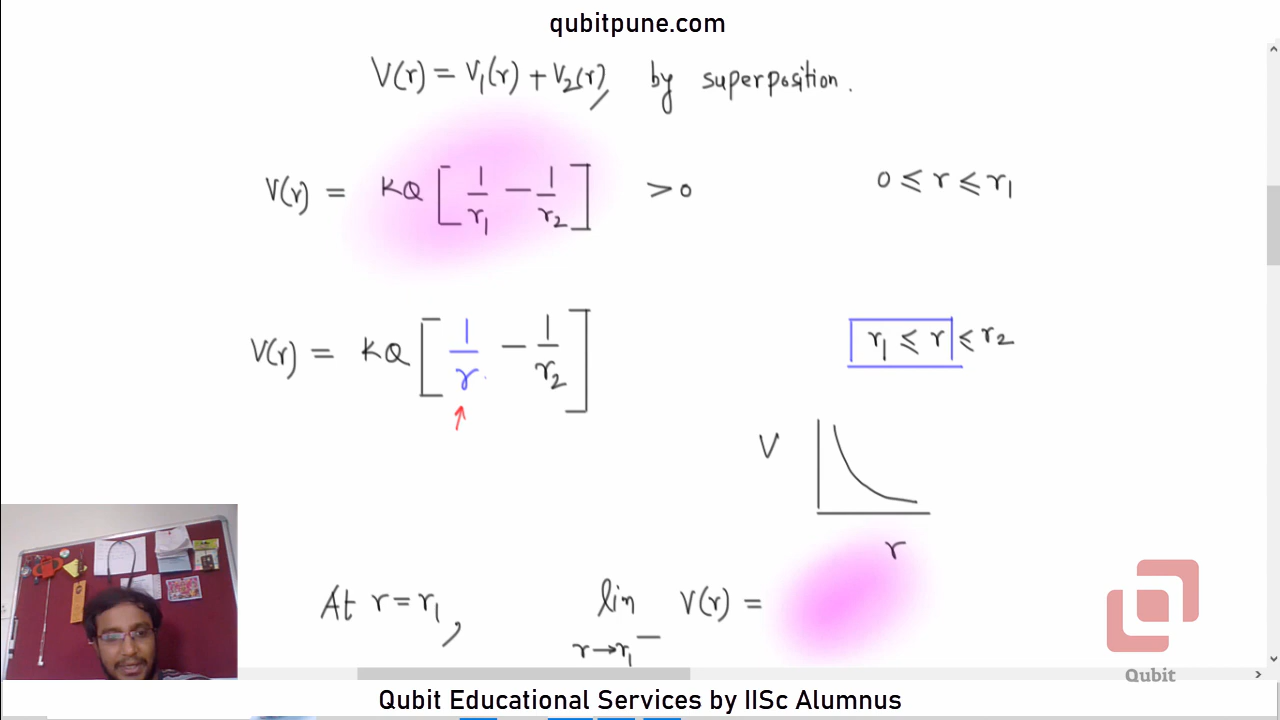 qubitpune.com
V(r) = V₁(r) + V₂(r), by superposition.
V(r) = KQ [ 1/r₁ − 1/r₂ ] > 0 0 ⩽ r ⩽ r₁
V(r) = KQ [ 1/r − 1/r₂ ] r₁ ⩽ r ⩽ r₂
V
r
At r = r₁, lim V(r) =
r→r₁⁻
Qubit
Qubit Educational Services by IISc Alumnus